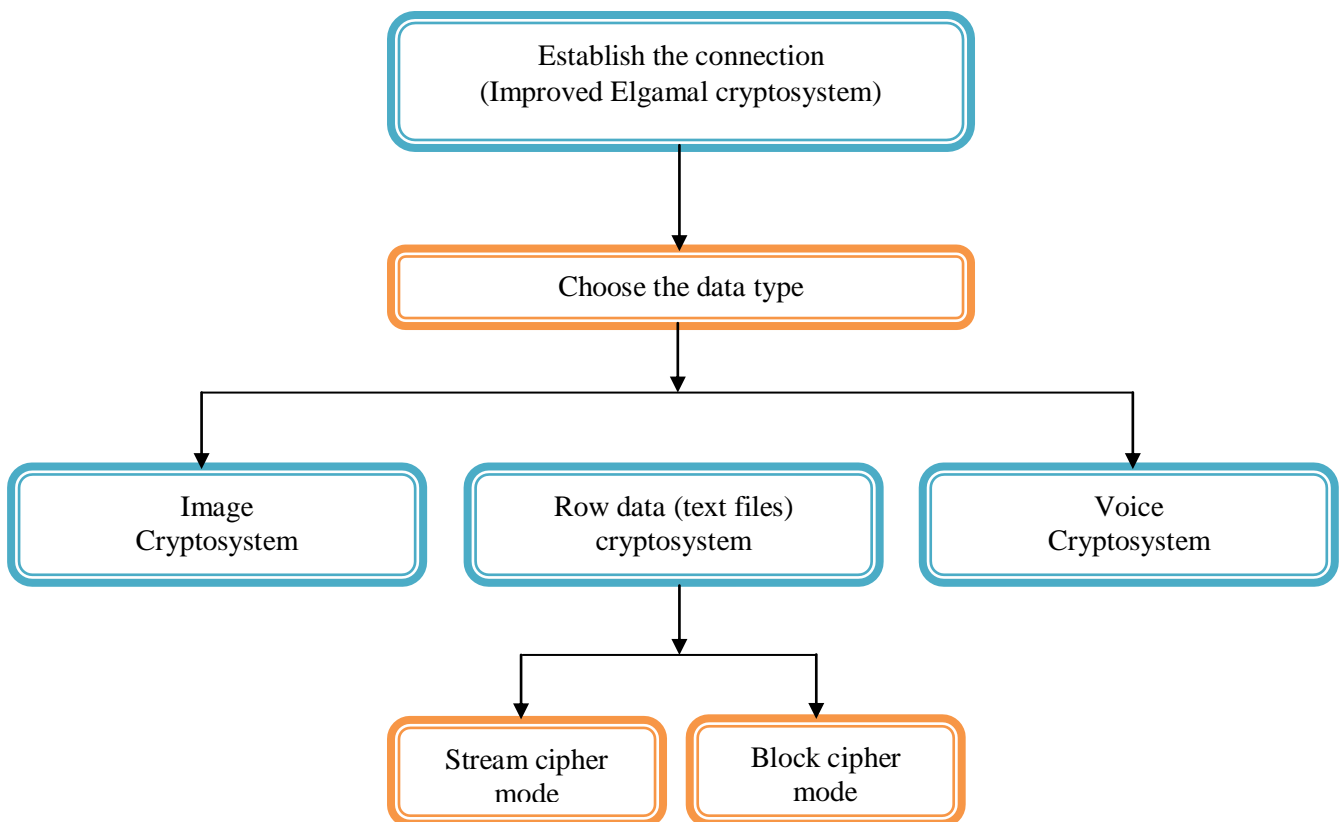 Establish the connection
(Improved Elgamal cryptosystem)
Choose the data type
Image
Cryptosystem
Row data (text files)
cryptosystem
Voice
Cryptosystem
Stream cipher
mode
Block cipher
mode